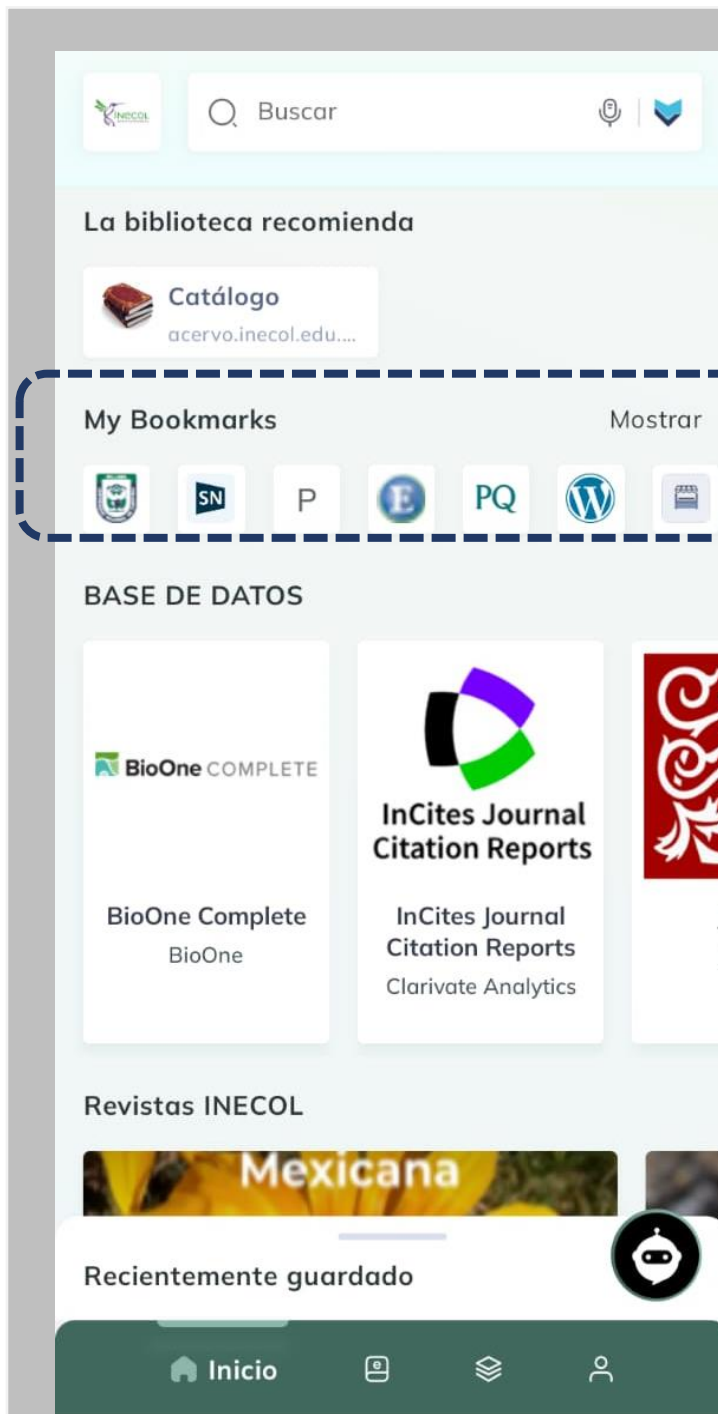 INECOL
Buscar
La biblioteca recomienda
Catálogo
acervo.inecol.edu....
My Bookmarks
Mostrar
SN
P
E
PQ
W
BASE DE DATOS
BioOne COMPLETE
InCites Journal
Citation Reports
BioOne Complete
BioOne
InCites Journal
Citation Reports
Clarivate Analytics
Revistas INECOL
Mexicana
Recientemente guardado
Inicio
e